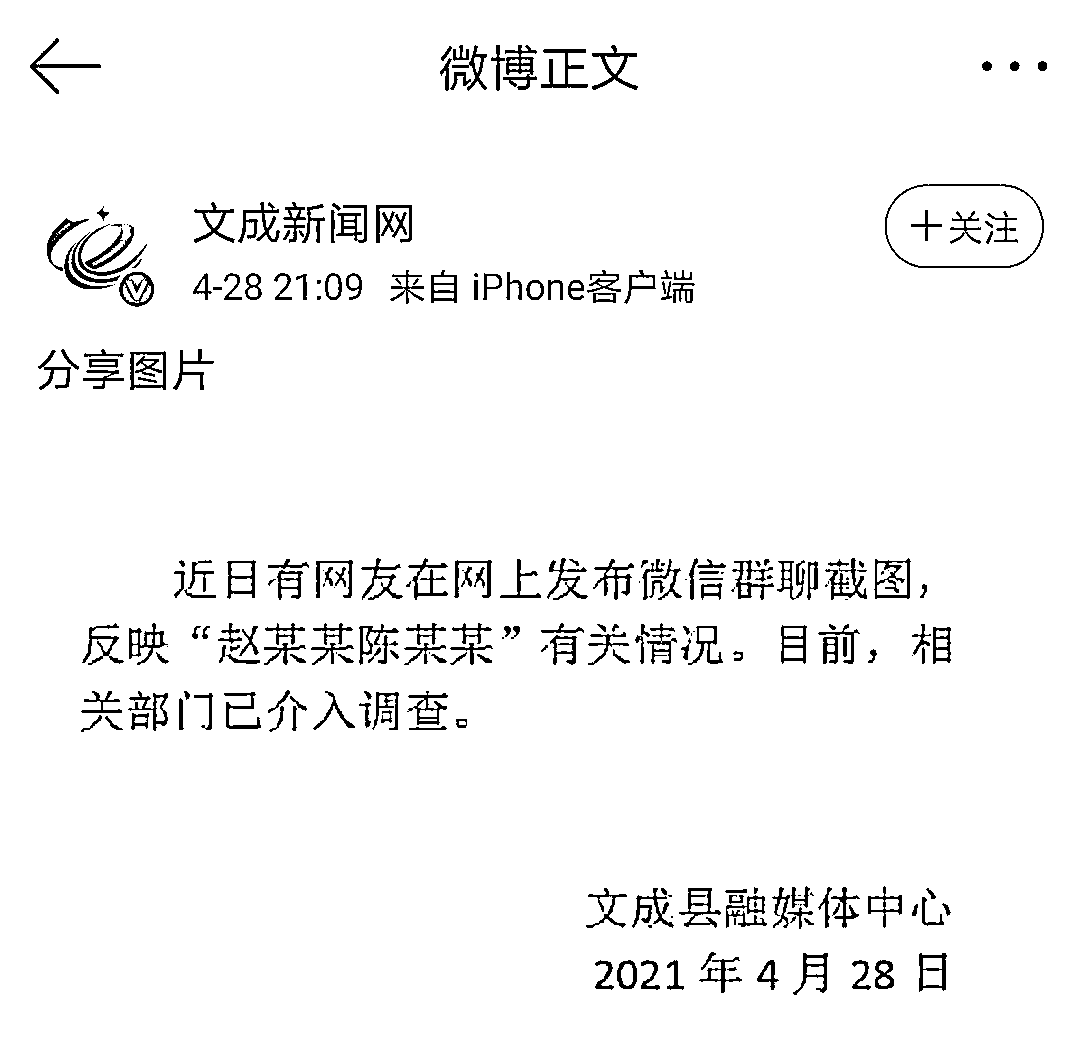 微博正文
文成新闻网
+关注
4-28 21:09 来自 iPhone客户端
分享图片
近日有网友在网上发布微信群聊截图，
反映“赵某某陈某某”有关情况。目前，相
关部门已介入调查。
文成县融媒体中心
2021 年 4 月 28 日